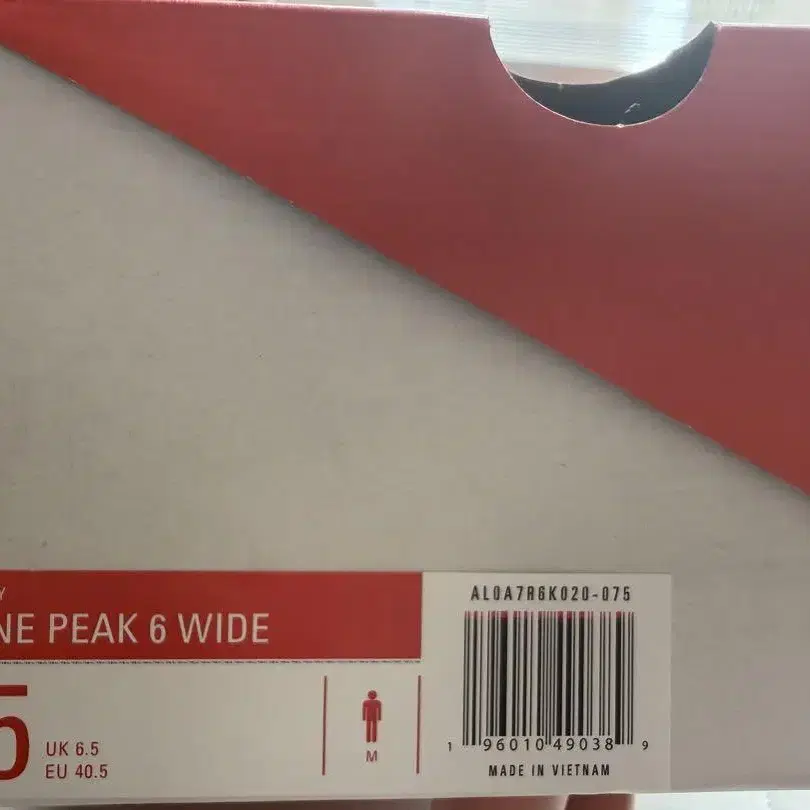 Y
NE PEAK 6 WIDE
5
UK 6.5
EU 40.5
M
AL0A7R6K020-075
1 96010 49038 9
MADE IN VIETNAM